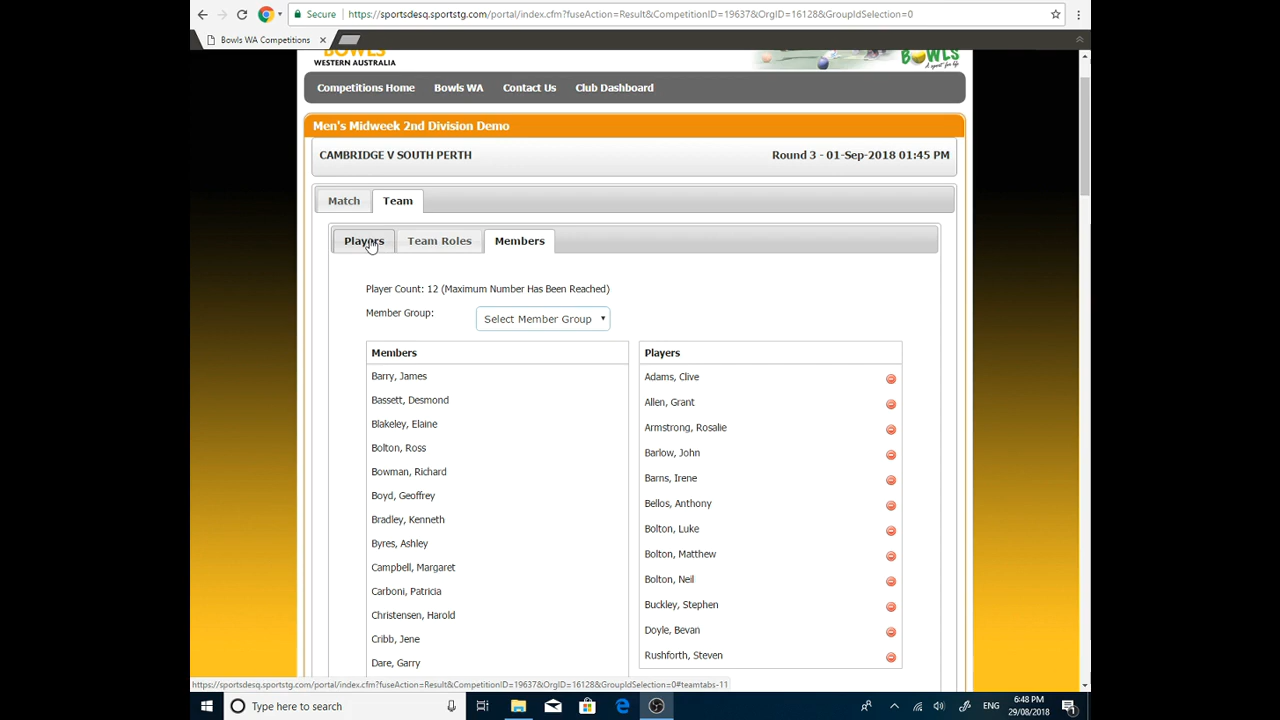 Secure https://sportsdesq.sportstg.com/portal/index.cfm?fuseAction=Result&CompetitionID=19637&OrgID=16128&GroupIdSelection=0
Bowls WA Competitions
BOWLS
WESTERN AUSTRALIA
BOWLS
A sport for life
Competitions Home Bowls WA Contact Us Club Dashboard
Men's Midweek 2nd Division Demo
CAMBRIDGE V SOUTH PERTH Round 3 - 01-Sep-2018 01:45 PM
Match Team
Players Team Roles Members
Player Count: 12 (Maximum Number Has Been Reached)
Member Group: Select Member Group
Members Players
Barry, James Adams, Clive
Bassett, Desmond Allen, Grant
Blakeley, Elaine Armstrong, Rosalie
Bolton, Ross Barlow, John
Bowman, Richard Barns, Irene
Boyd, Geoffrey Bellos, Anthony
Bradley, Kenneth Bolton, Luke
Byres, Ashley Bolton, Matthew
Campbell, Margaret Bolton, Neil
Carboni, Patricia Buckley, Stephen
Christensen, Harold Doyle, Bevan
Cribb, Jene Rushforth, Steven
Dare, Garry
https://sportsdesq.sportstg.com/portal/index.cfm?fuseAction=Result&CompetitionID=19637&OrgID=16128&GroupIdSelection=0#teamtabs-11
Type here to search ENG 6:48 PM
29/08/2018